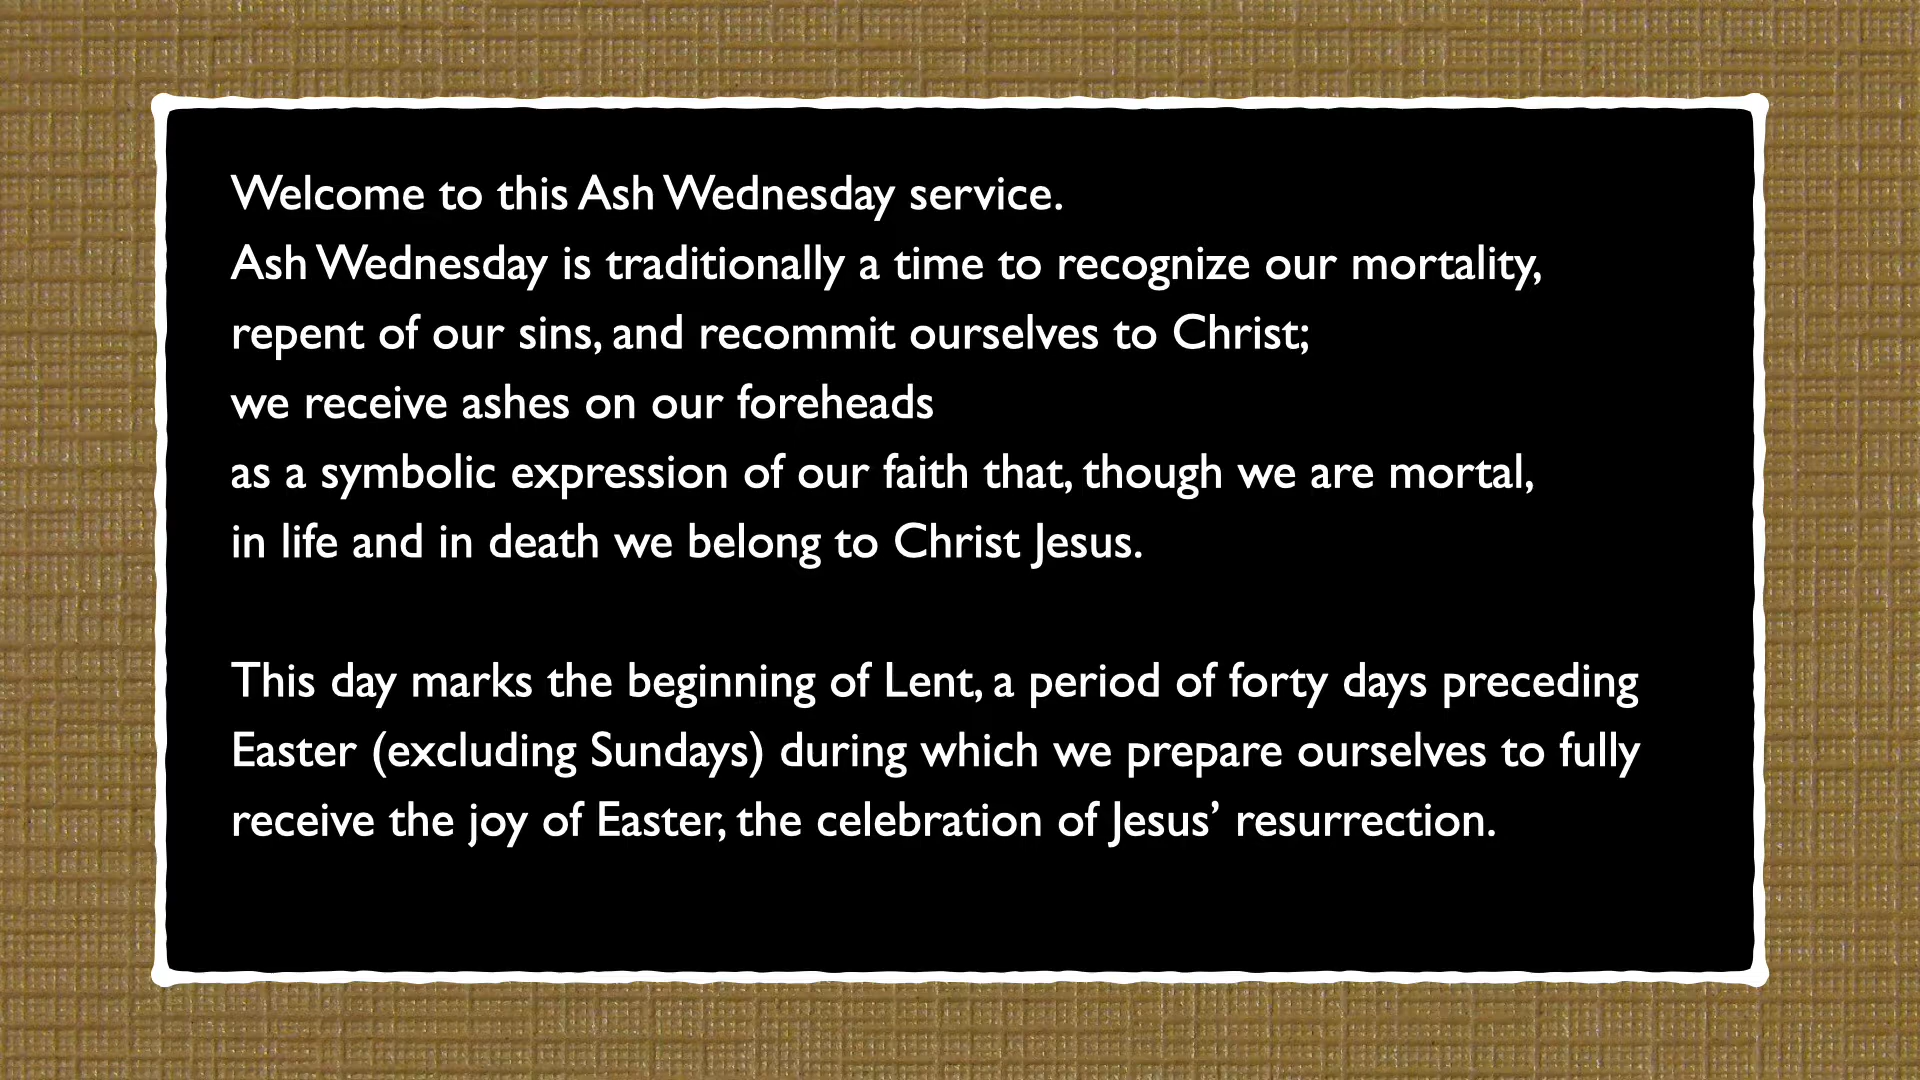 Welcome to this Ash Wednesday service.
Ash Wednesday is traditionally a time to recognize our mortality,
repent of our sins, and recommit ourselves to Christ;
we receive ashes on our foreheads
as a symbolic expression of our faith that, though we are mortal,
in life and in death we belong to Christ Jesus.
This day marks the beginning of Lent, a period of forty days preceding
Easter (excluding Sundays) during which we prepare ourselves to fully
receive the joy of Easter, the celebration of Jesus’ resurrection.